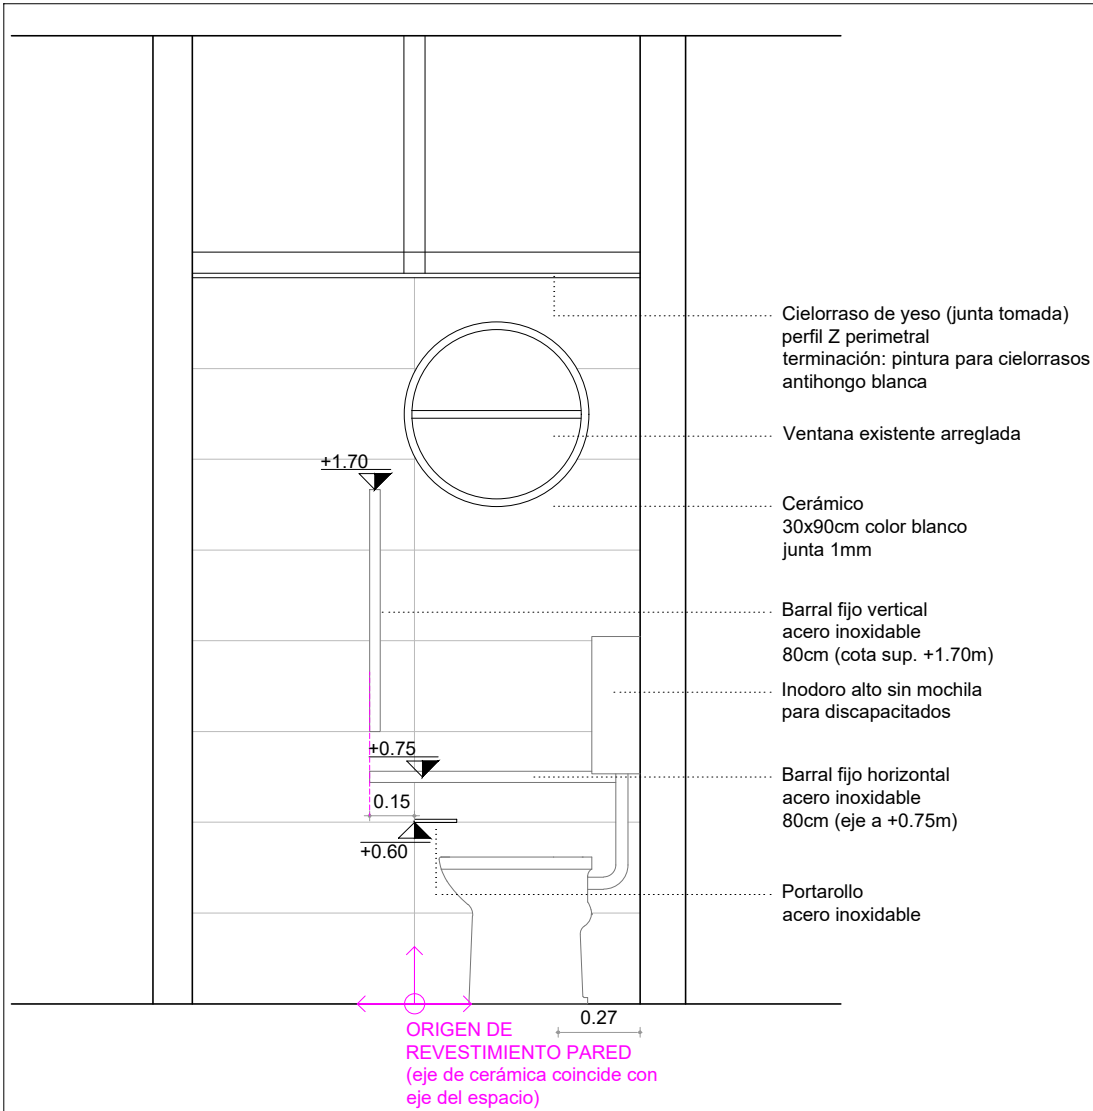 Cielorraso de yeso (junta tomada)
perfil Z perimetral
terminación: pintura para cielorrasos
antihongo blanca
Ventana existente arreglada
+1.70
Cerámico
30x90cm color blanco
junta 1mm
Barral fijo vertical
acero inoxidable
80cm (cota sup. +1.70m)
Inodoro alto sin mochila
para discapacitados
+0.75
Barral fijo horizontal
acero inoxidable
80cm (eje a +0.75m)
0.15
+0.60
Portarollo
acero inoxidable
0.27
ORIGEN DE
REVESTIMIENTO PARED
(eje de cerámica coincide con
eje del espacio)